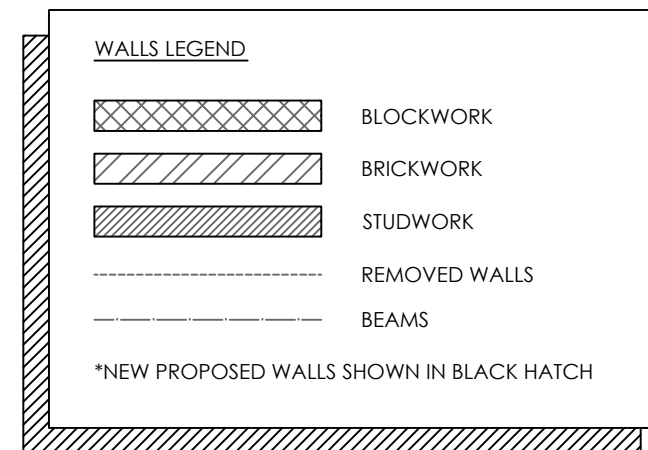 WALLS LEGEND
BLOCKWORK
BRICKWORK
STUDWORK
REMOVED WALLS
BEAMS
*NEW PROPOSED WALLS SHOWN IN BLACK HATCH